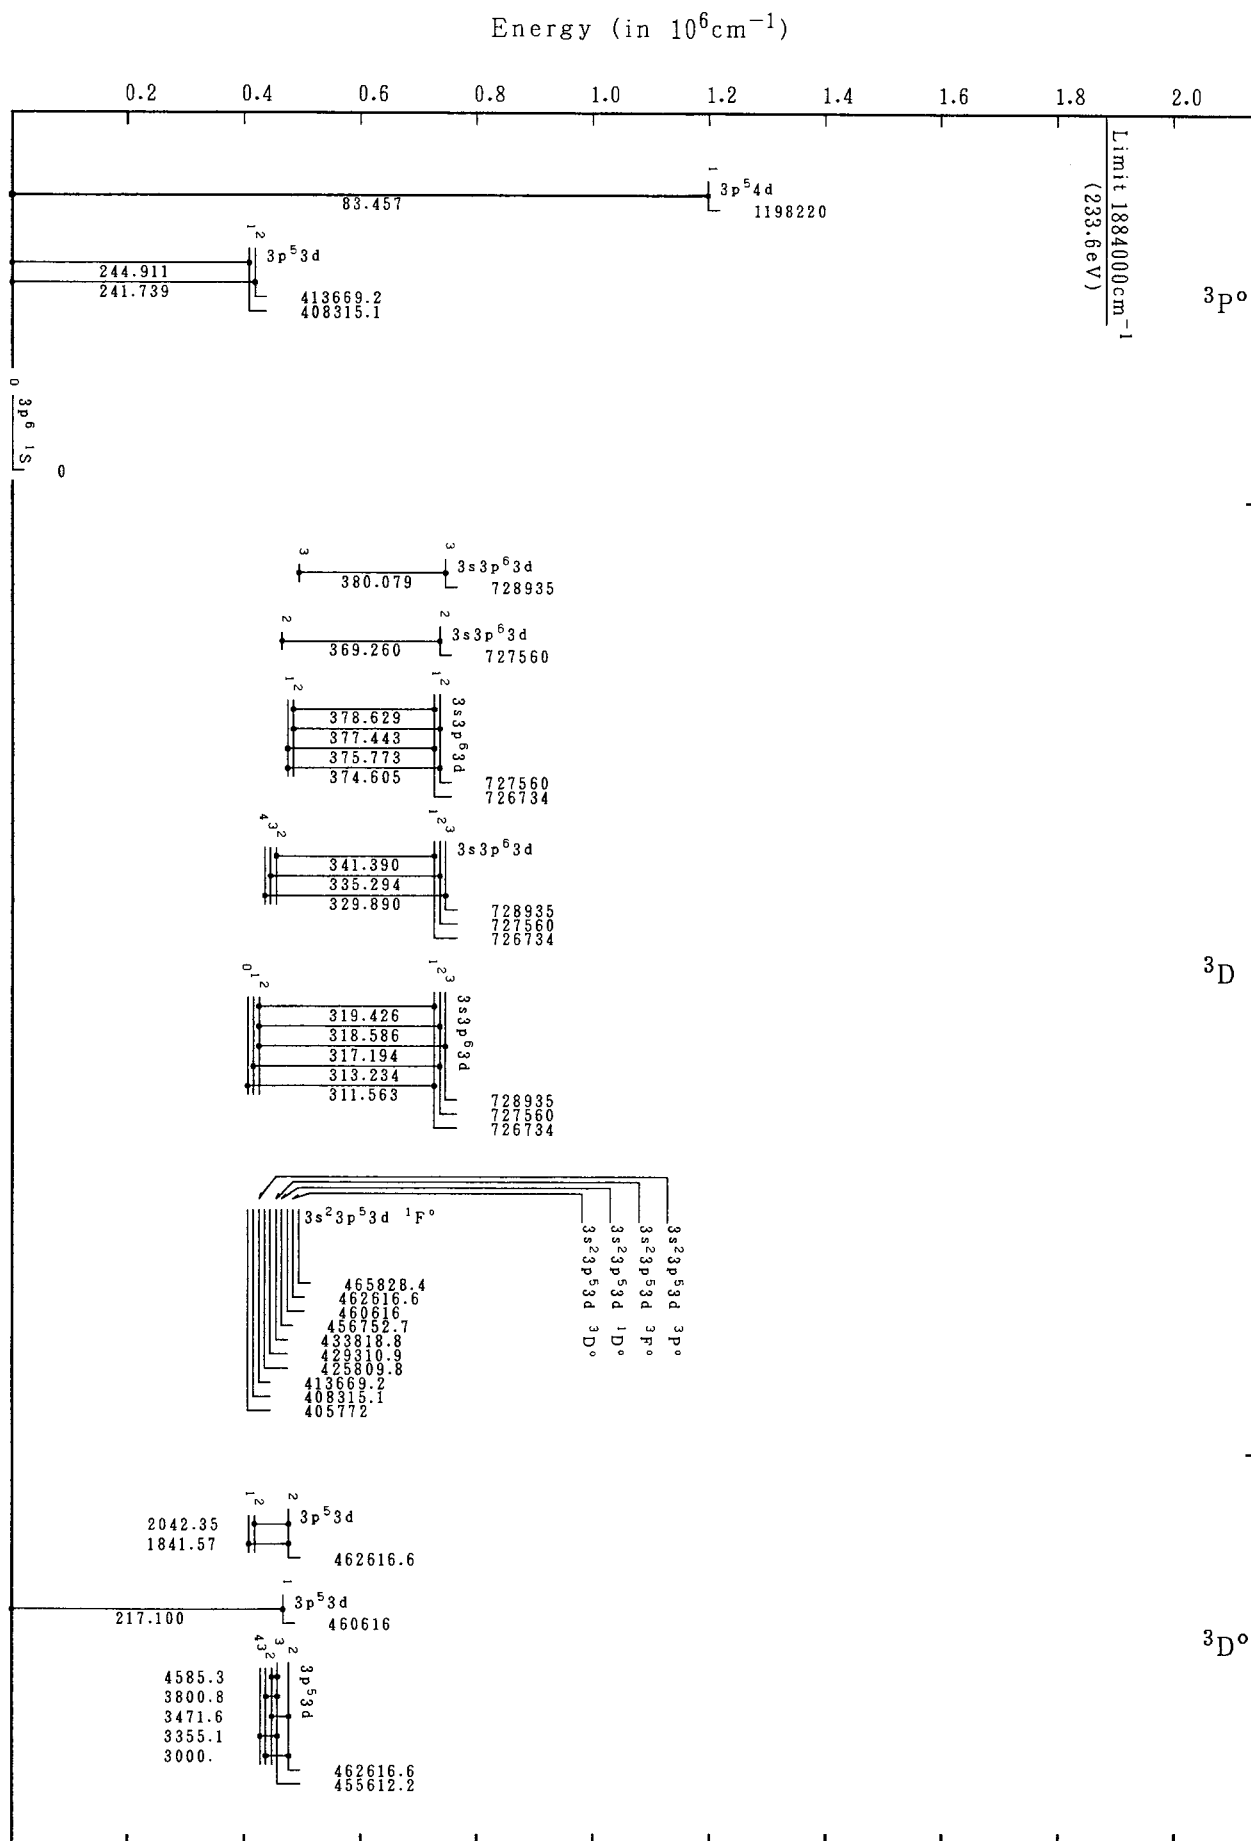 Energy (in 10⁶cm⁻¹)
0.2 0.4 0.6 0.8 1.0 1.2 1.4 1.6 1.8 2.0
Limit 1884000cm⁻¹
(233.6eV)
1
3p⁵4d
83.457
1198220
1 2
3p⁵3d
244.911
241.739
413669.2
408315.1
³P°
0
3p⁶ ¹S
0
3 3
3s3p⁶3d
380.079
728935
2 2
3s3p⁶3d
369.260
727560
1 2 1 2
3s3p⁶3d
378.629
377.443
375.773
374.605
727560
726734
4 3 2 1 2 3
3s3p⁶3d
341.390
335.294
329.890
728935
727560
726734
³D
0 1 2 1 2 3
3s3p⁶3d
319.426
318.586
317.194
313.234
311.563
728935
727560
726734
3s²3p⁵3d ¹F°
3s²3p⁵3d ³D°
3s²3p⁵3d ¹D°
3s²3p⁵3d ³F°
3s²3p⁵3d ³P°
465828.4
462616.6
460616
456752.7
433818.8
429310.9
425809.8
413669.2
408315.1
405772
1 2 2
3p⁵3d
2042.35
1841.57
462616.6
1
3p⁵3d
217.100
460616
³D°
4 3 2 3 2
3p⁵3d
4585.3
3800.8
3471.6
3355.1
3000.
462616.6
455612.2